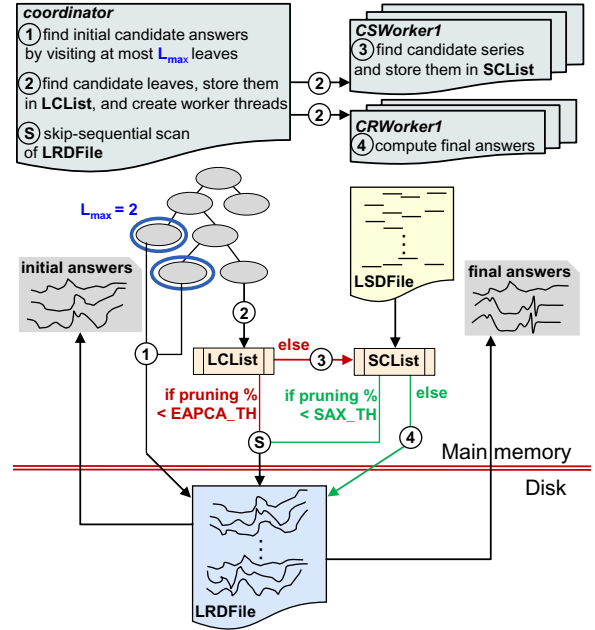 coordinator
1 find initial candidate answers
by visiting at most Lmax leaves
2 find candidate leaves, store them
in LCList, and create worker threads
S skip-sequential scan
of LRDFile
2
2
CSWorker1
3 find candidate series
and store them in SCList
CRWorker1
4 compute final answers
Lmax = 2
initial answers
LSDFile
final answers
2
1
LCList
else
3
SCList
if pruning %
< EAPCA_TH
if pruning %
< SAX_TH
else
S
4
Main memory
Disk
LRDFile